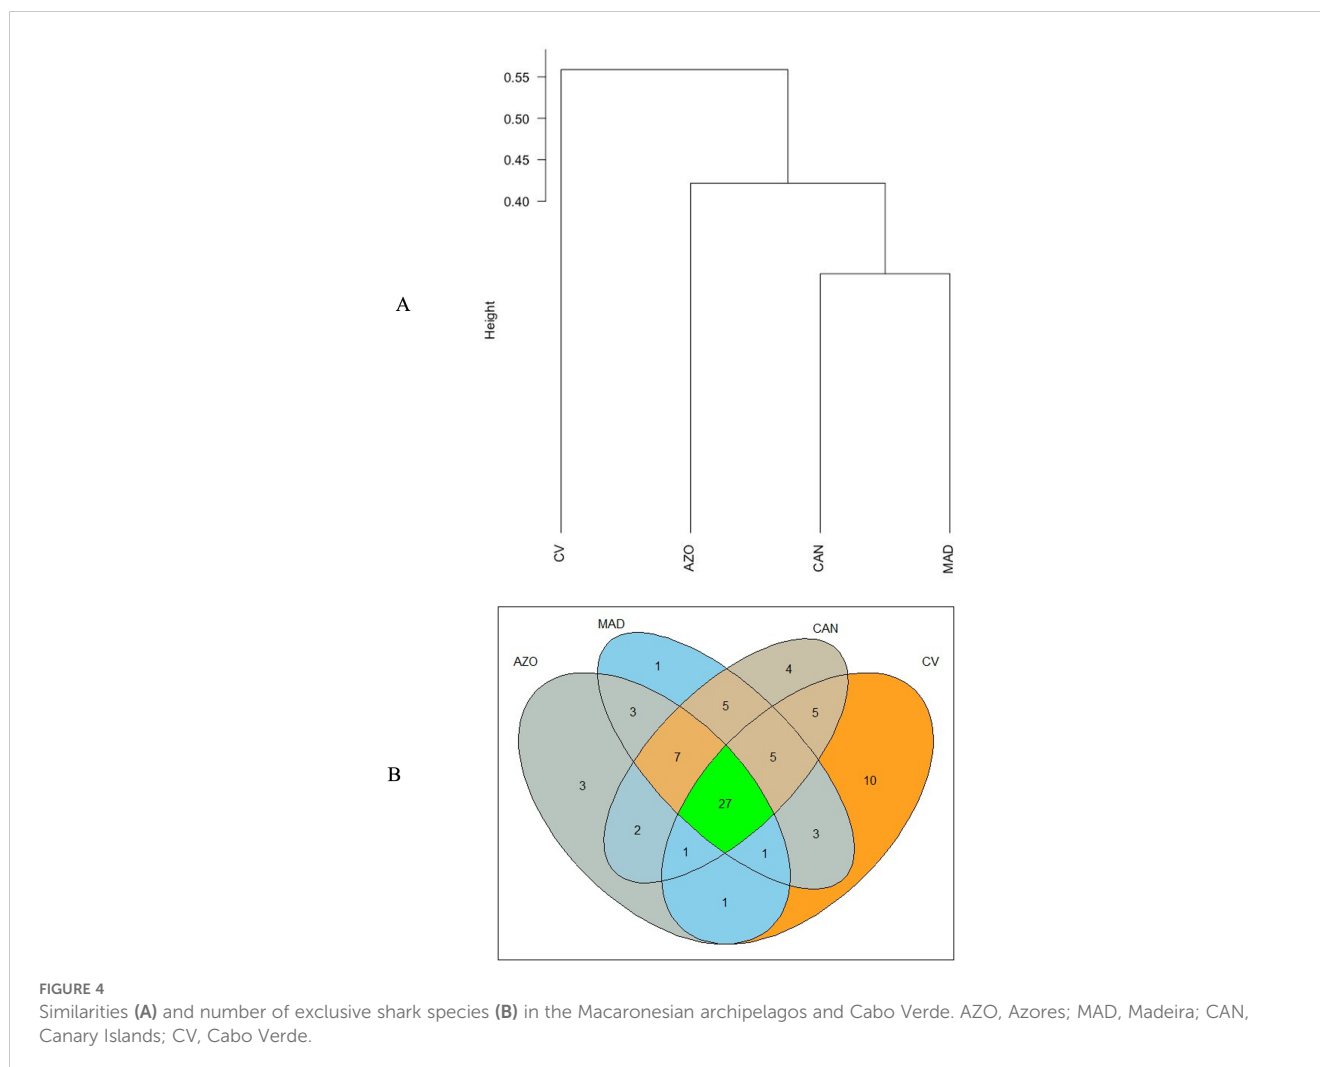 0.55
0.50
0.45
0.40
A
Height
CV
AZO
CAN
MAD
MAD
CAN
AZO
CV
1
4
3
5
5
7
5
3
10
27
2
3
1
1
1
B
FIGURE 4
Similarities (A) and number of exclusive shark species (B) in the Macaronesian archipelagos and Cabo Verde. AZO, Azores; MAD, Madeira; CAN,
Canary Islands; CV, Cabo Verde.